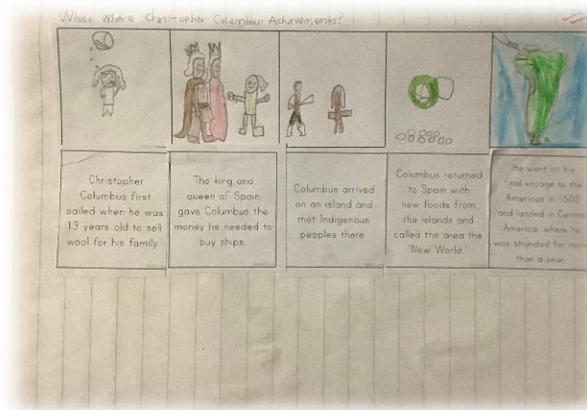 What Where Christopher Columbus Achievements?
Christopher
Columbus first
sailed when he was
13 years old to sell
wool for his family
The king and
queen of Spain
gave Columbus the
money he needed to
buy ships.
Columbus arrived
on an island and
met Indigenous
peoples there
Columbus returned
to Spain with
new foods from
the islands and
called the area the
"New World"
He went on his
final voyage to the
Americas in 1502
and landed in
America where he
was stranded for
than a year.